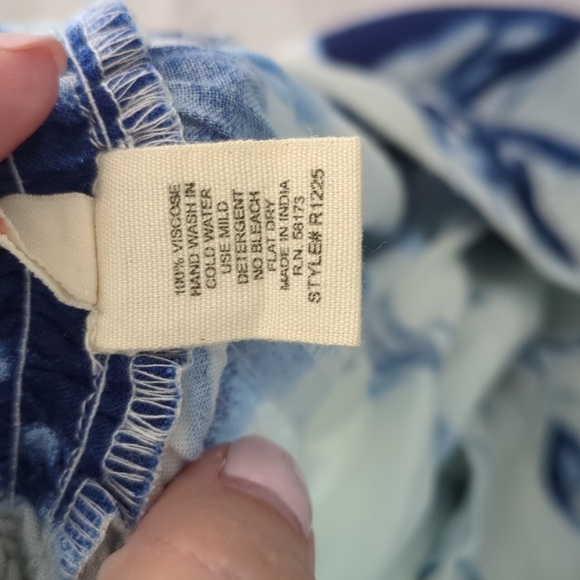 100% VISCOSE
HAND WASH IN
COLD WATER
USE MILD
DETERGENT
NO BLEACH
FLAT DRY
MADE IN INDIA
R.N. 58173
STYLE# R1225